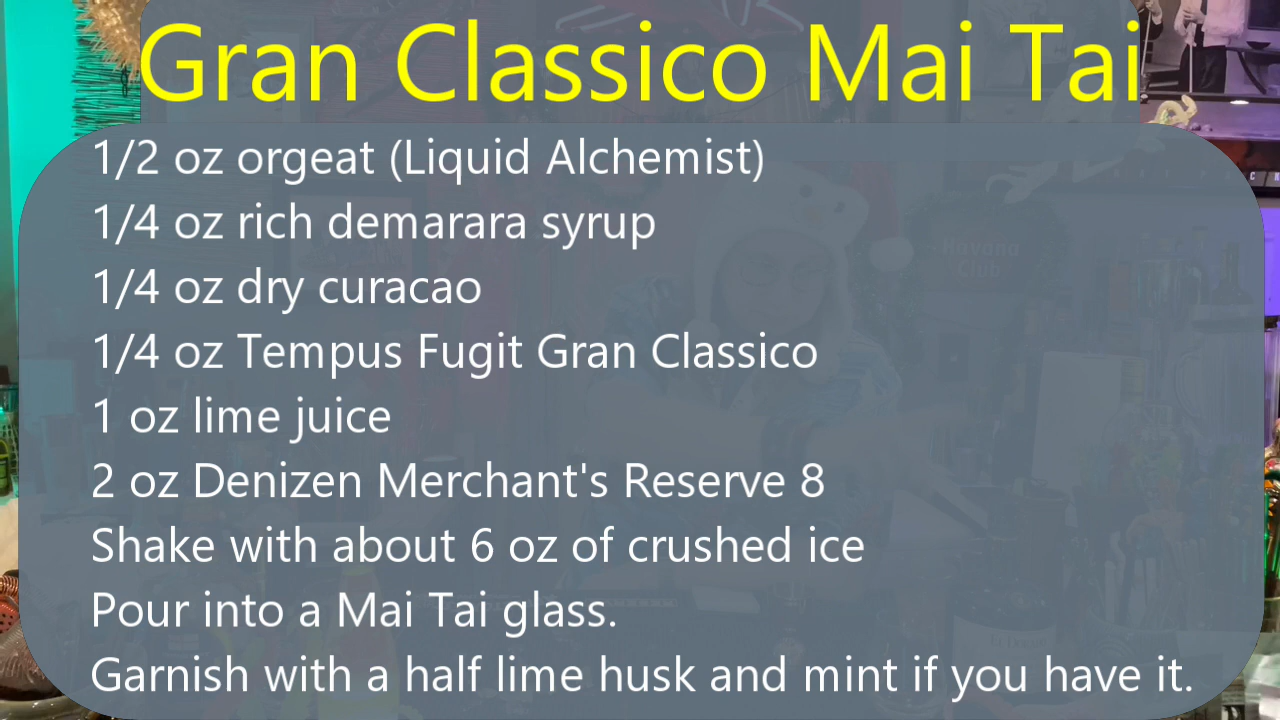 Gran Classico Mai Tai
1/2 oz orgeat (Liquid Alchemist)
1/4 oz rich demarara syrup
1/4 oz dry curacao
1/4 oz Tempus Fugit Gran Classico
1 oz lime juice
2 oz Denizen Merchant's Reserve 8
Shake with about 6 oz of crushed ice
Pour into a Mai Tai glass.
Garnish with a half lime husk and mint if you have it.
Havana
Club